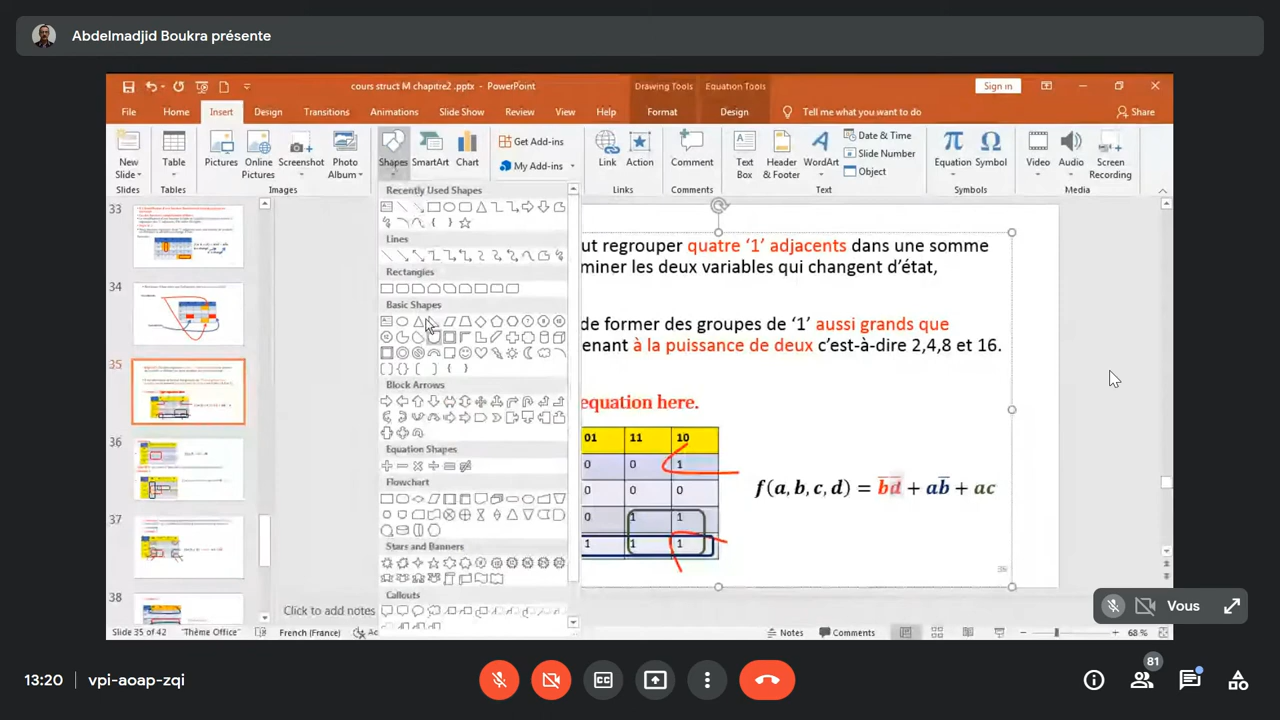 Abdelmadjid Boukra présente
cours struct M chapitre2 .pptx - PowerPoint
Drawing Tools
Equation Tools
Sign in
File
Home
Insert
Design
Transitions
Animations
Slide Show
Review
View
Help
Format
Design
Tell me what you want to do
Share
New Slide
Table
Pictures
Online Pictures
Screenshot
Photo Album
Shapes
SmartArt
Chart
Get Add-ins
My Add-ins
Link
Action
Comment
Text Box
Header & Footer
WordArt
Date & Time
Slide Number
Object
Equation
Symbol
Video
Audio
Screen Recording
Slides
Tables
Images
Links
Comments
Text
Symbols
Media
Recently Used Shapes
Lines
Rectangles
Basic Shapes
Block Arrows
Equation Shapes
Flowchart
Stars and Banners
Callouts
33
34
35
36
37
38
ut regrouper quatre ‘1’ adjacents dans une somme
miner les deux variables qui changent d’état,
de former des groupes de ‘1’ aussi grands que
enant à la puissance de deux c’est-à-dire 2,4,8 et 16.
equation here.
01 11 10
0 0 1
0 0 0
0 1 1
1 1 1
f(a, b, c, d) = b̅d̅ + ab̅ + ac
Click to add notes
Slide 35 of 42
"Thème Office"
French (France)
Ac
Notes
Comments
68 %
Vous
13:20
vpi-aoap-zqi
81